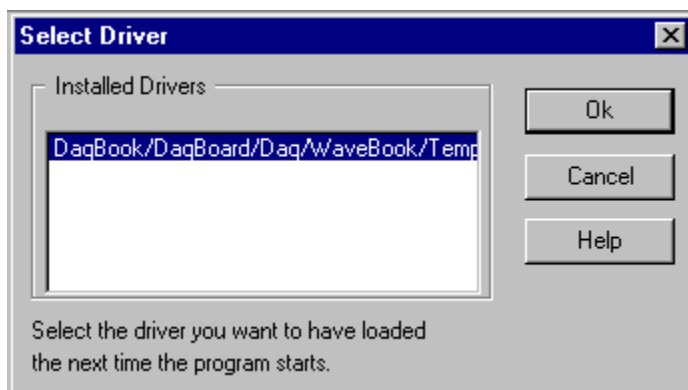 Select Driver
Installed Drivers
DaqBook/DaqBoard/Daq/WaveBook/Temp
Ok
Cancel
Help
Select the driver you want to have loaded
the next time the program starts.